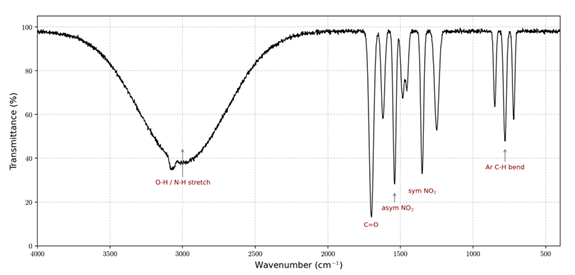 100
80
60
40
20
0
Transmittance (%)
O-H / N-H stretch
C=O
asym NO₂
sym NO₂
Ar C-H bend
4000 3500 3000 2500 2000 1500 1000 500
Wavenumber (cm⁻¹)